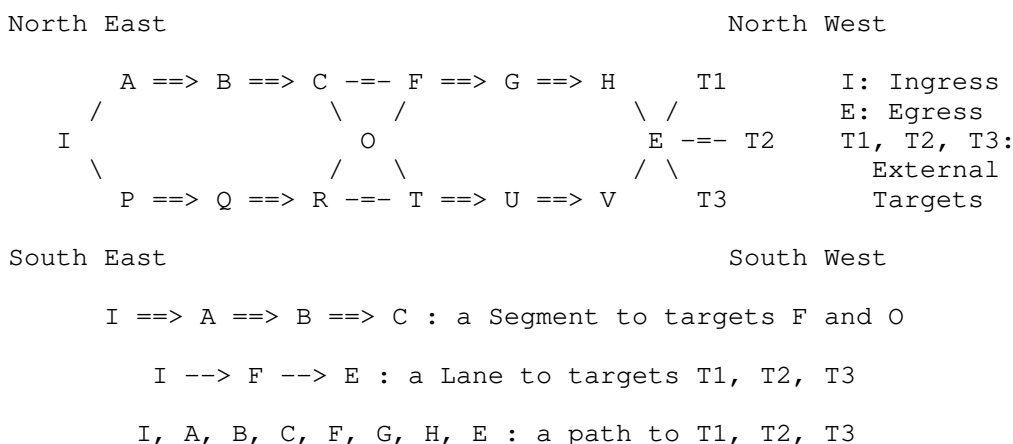 North East                                              North West

       A ==> B ==> C -=- F ==> G ==> H     T1        I: Ingress
     /              \   /               \ /          E: Egress
   I                  O                  E -=- T2    T1, T2, T3:
     \              /   \               / \            External
       P ==> Q ==> R -=- T ==> U ==> V     T3          Targets

South East                                              South West

      I ==> A ==> B ==> C : a Segment to targets F and O

         I --> F --> E : a Lane to targets T1, T2, T3

        I, A, B, C, F, G, H, E : a path to T1, T2, T3